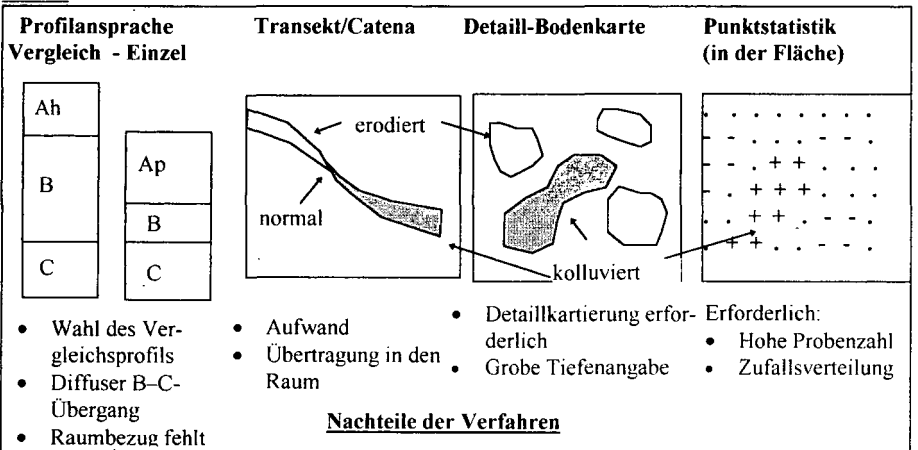 Profilansprache
Vergleich - Einzel
Ah
B
C
Ap
B
C
• Wahl des Ver-
gleichsprofils
• Diffuser B–C-
Übergang
• Raumbezug fehlt
Transekt/Catena
erodiert
normal
kolluviert
• Aufwand
• Übertragung in den
Raum
Detaill-Bodenkarte
• Detaillkartierung erfor-
derlich
• Grobe Tiefenangabe
Punktstatistik
(in der Fläche)
. . . . . . . .
- - . . . - - .
- . . + + . . .
. . + + + . . .
. . + + . - - .
. + + . . - - .
Erforderlich:
• Hohe Probenzahl
• Zufallsverteilung
Nachteile der Verfahren